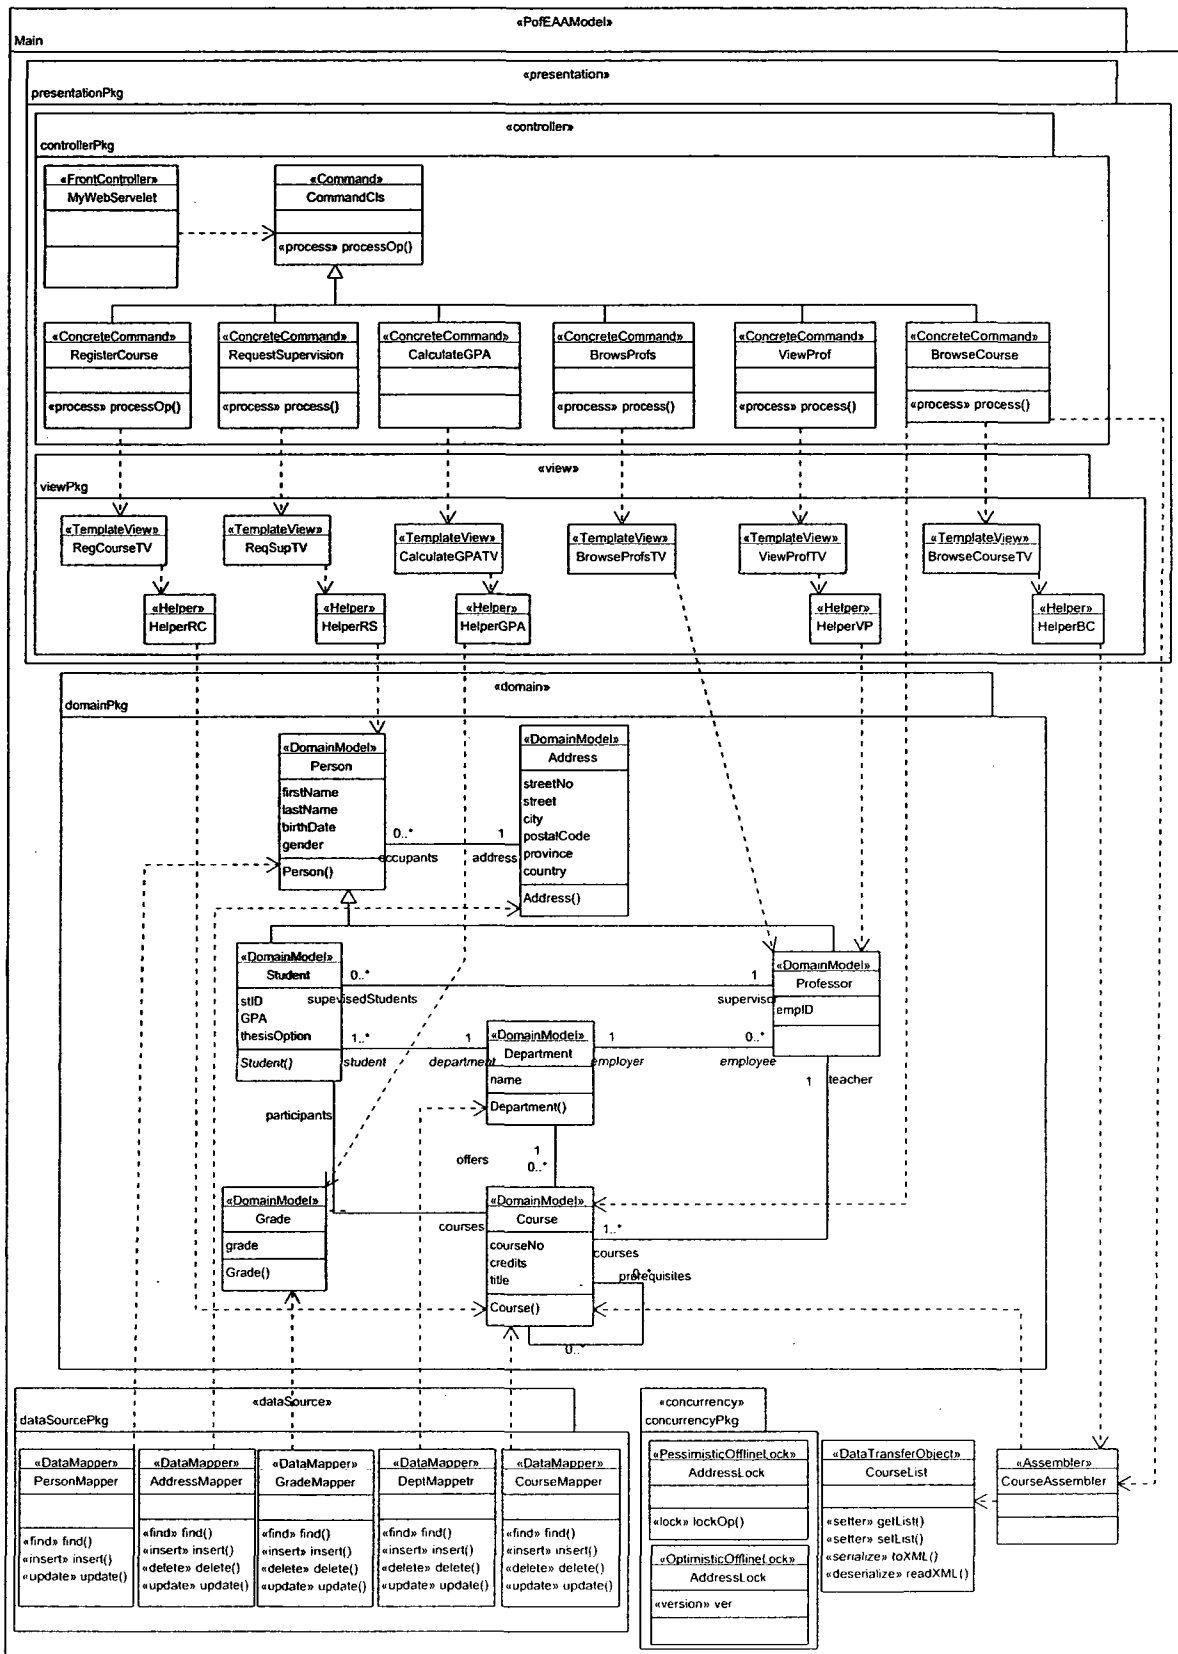 «PofEAAModel»
Main
«presentation»
presentationPkg
«controller»
controllerPkg
«FrontController»
MyWebServelet
«Command»
CommandCls
«process» processOp()
«ConcreteCommand»
RegisterCourse
«process» processOp()
«ConcreteCommand»
RequestSupervision
«process» process()
«ConcreteCommand»
CalculateGPA
«ConcreteCommand»
BrowsProfs
«process» process()
«ConcreteCommand»
ViewProf
«process» process()
«ConcreteCommand»
BrowseCourse
«process» process()
«view»
viewPkg
«TemplateView»
RegCourseTV
«TemplateView»
ReqSupTV
«TemplateView»
CalculateGPATV
«TemplateView»
BrowseProfsTV
«TemplateView»
ViewProfTV
«TemplateView»
BrowseCourseTV
«Helper»
HelperRC
«Helper»
HelperRS
«Helper»
HelperGPA
«Helper»
HelperVP
«Helper»
HelperBC
«domain»
domainPkg
«DomainModel»
Person
firstName
lastName
birthDate
gender
Person()
0..*
occupants
1
address
«DomainModel»
Address
streetNo
street
city
postalCode
province
country
Address()
«DomainModel»
Student
stID
GPA
thesisOption
Student()
0..*
supevisedStudents
1
supervisor
«DomainModel»
Professor
empID
1..*
student
1
department
«DomainModel»
Department
name
Department()
1
employer
0..*
employee
1
teacher
participants
offers
1
0..*
«DomainModel»
Grade
grade
Grade()
courses
«DomainModel»
Course
courseNo
credits
title
Course()
1..*
courses
0..*
prerequisites
0..*
«dataSource»
dataSourcePkg
«DataMapper»
PersonMapper
«find» find()
«insert» insert()
«update» update()
«DataMapper»
AddressMapper
«find» find()
«insert» insert()
«delete» delete()
«update» update()
«DataMapper»
GradeMapper
«find» find()
«insert» insert()
«delete» delete()
«update» update()
«DataMapper»
DeptMappetr
«find» find()
«insert» insert()
«delete» delete()
«update» update()
«DataMapper»
CourseMapper
«find» find()
«insert» insert()
«delete» delete()
«update» update()
«concurrency»
concurrencyPkg
«PessimisticOfflineLock»
AddressLock
«lock» lockOp()
«OptimisticOfflineLock»
AddressLock
«version» ver
«DataTransferObject»
CourseList
«setter» getList()
«setter» setList()
«serialize» toXML()
«deserialize» readXML()
«Assembler»
CourseAssembler